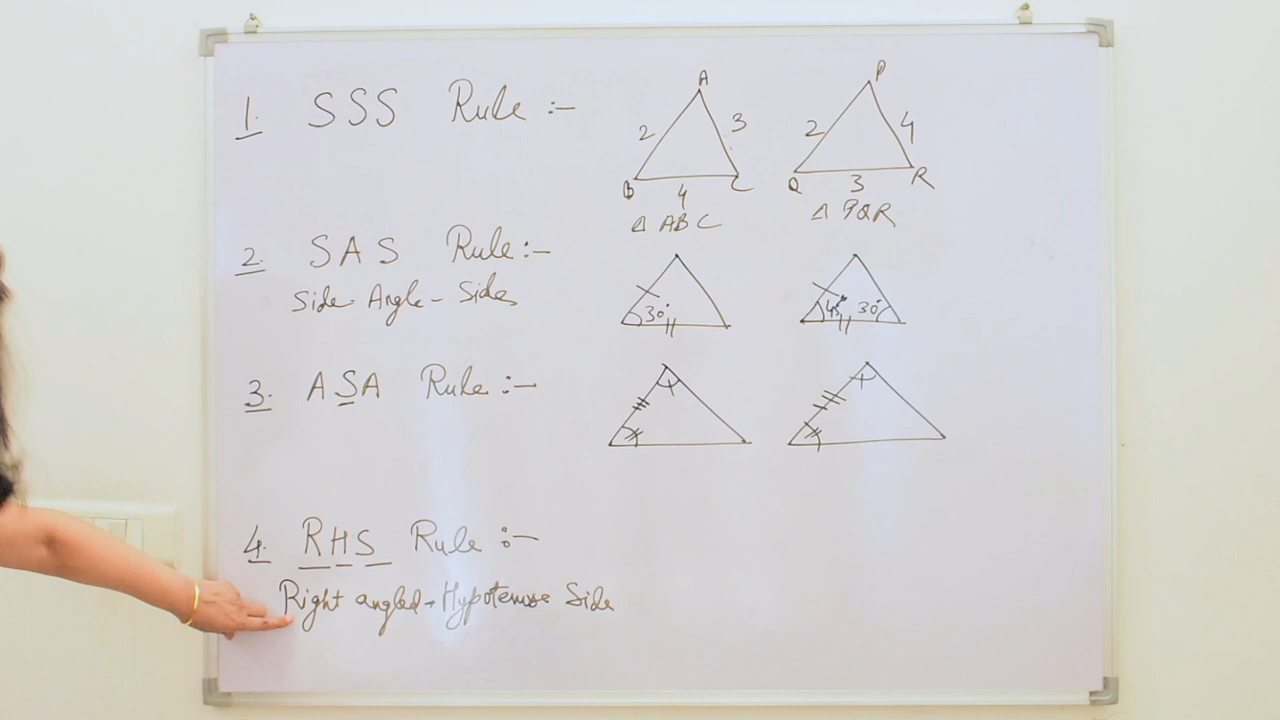 1. SSS Rule :-
A
2 3
B 4 C
△ ABC
P
2 4
Q 3 R
△ PQR
2. SAS Rule :-
Side - Angle - Side
30°
45° 30°
3. ASA Rule :-
4. RHS Rule :-
Right angled - Hypotenuse Side